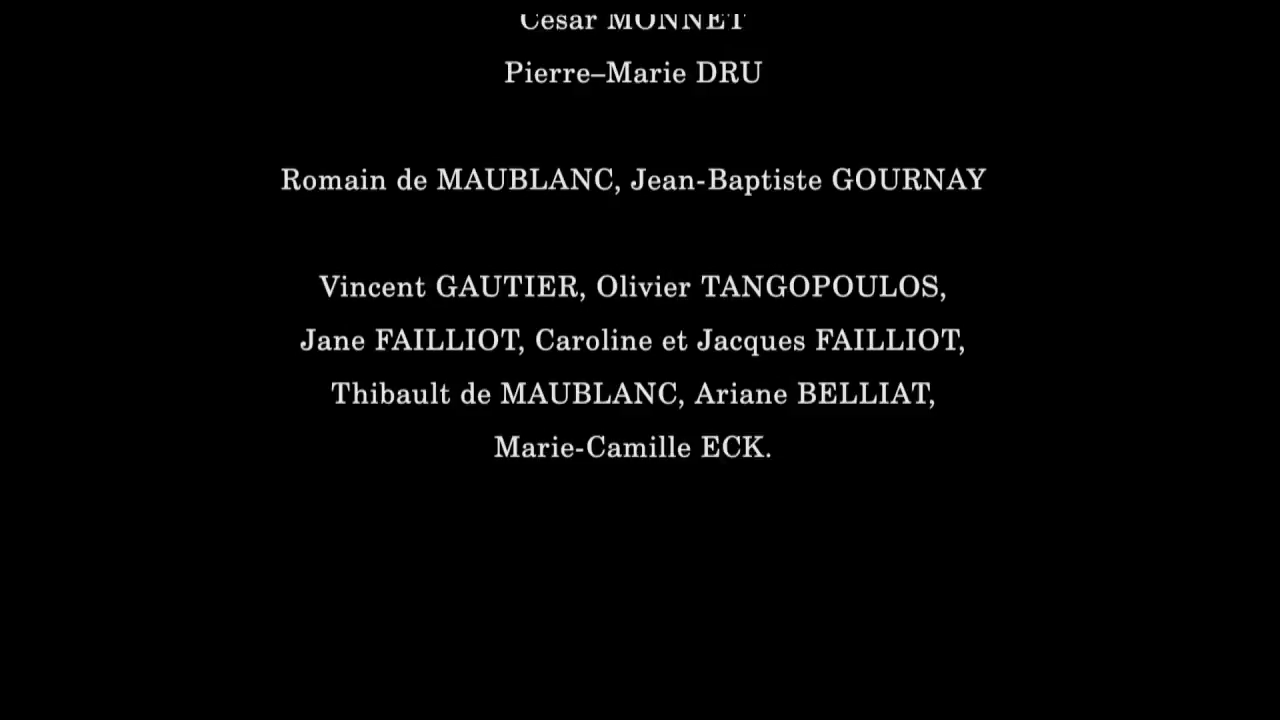 Cesar MONNET
Pierre–Marie DRU
Romain de MAUBLANC, Jean-Baptiste GOURNAY
Vincent GAUTIER, Olivier TANGOPOULOS,
Jane FAILLIOT, Caroline et Jacques FAILLIOT,
Thibault de MAUBLANC, Ariane BELLIAT,
Marie-Camille ECK.